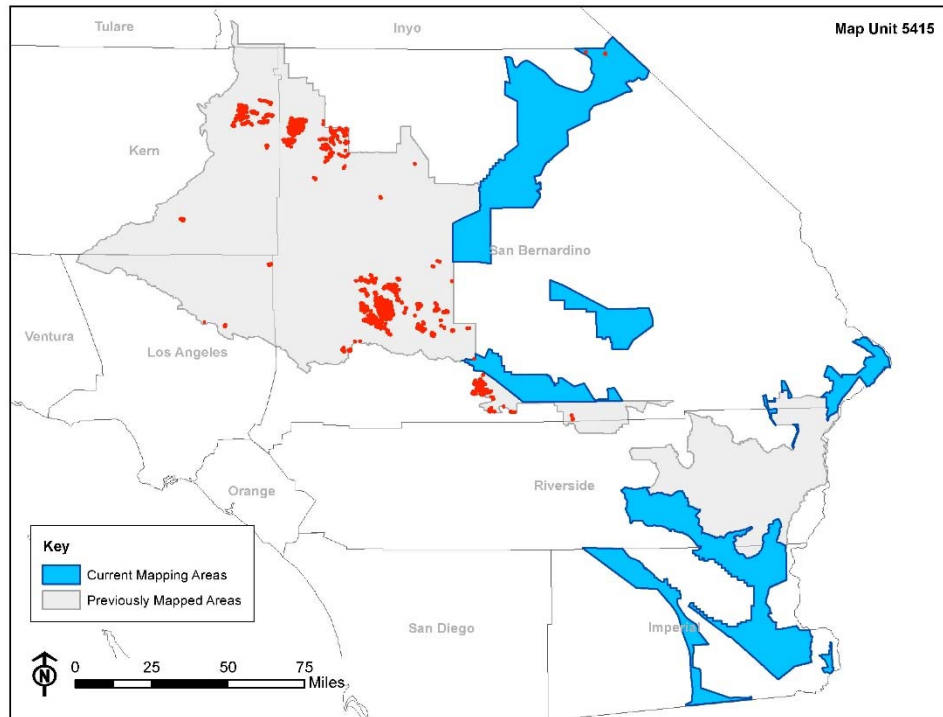 Tulare
Inyo
Map Unit 5415
Kern
San Bernardino
Ventura
Los Angeles
Orange
Riverside
San Diego
Imperial
Key
Current Mapping Areas
Previously Mapped Areas
N
0 25 50 75
Miles